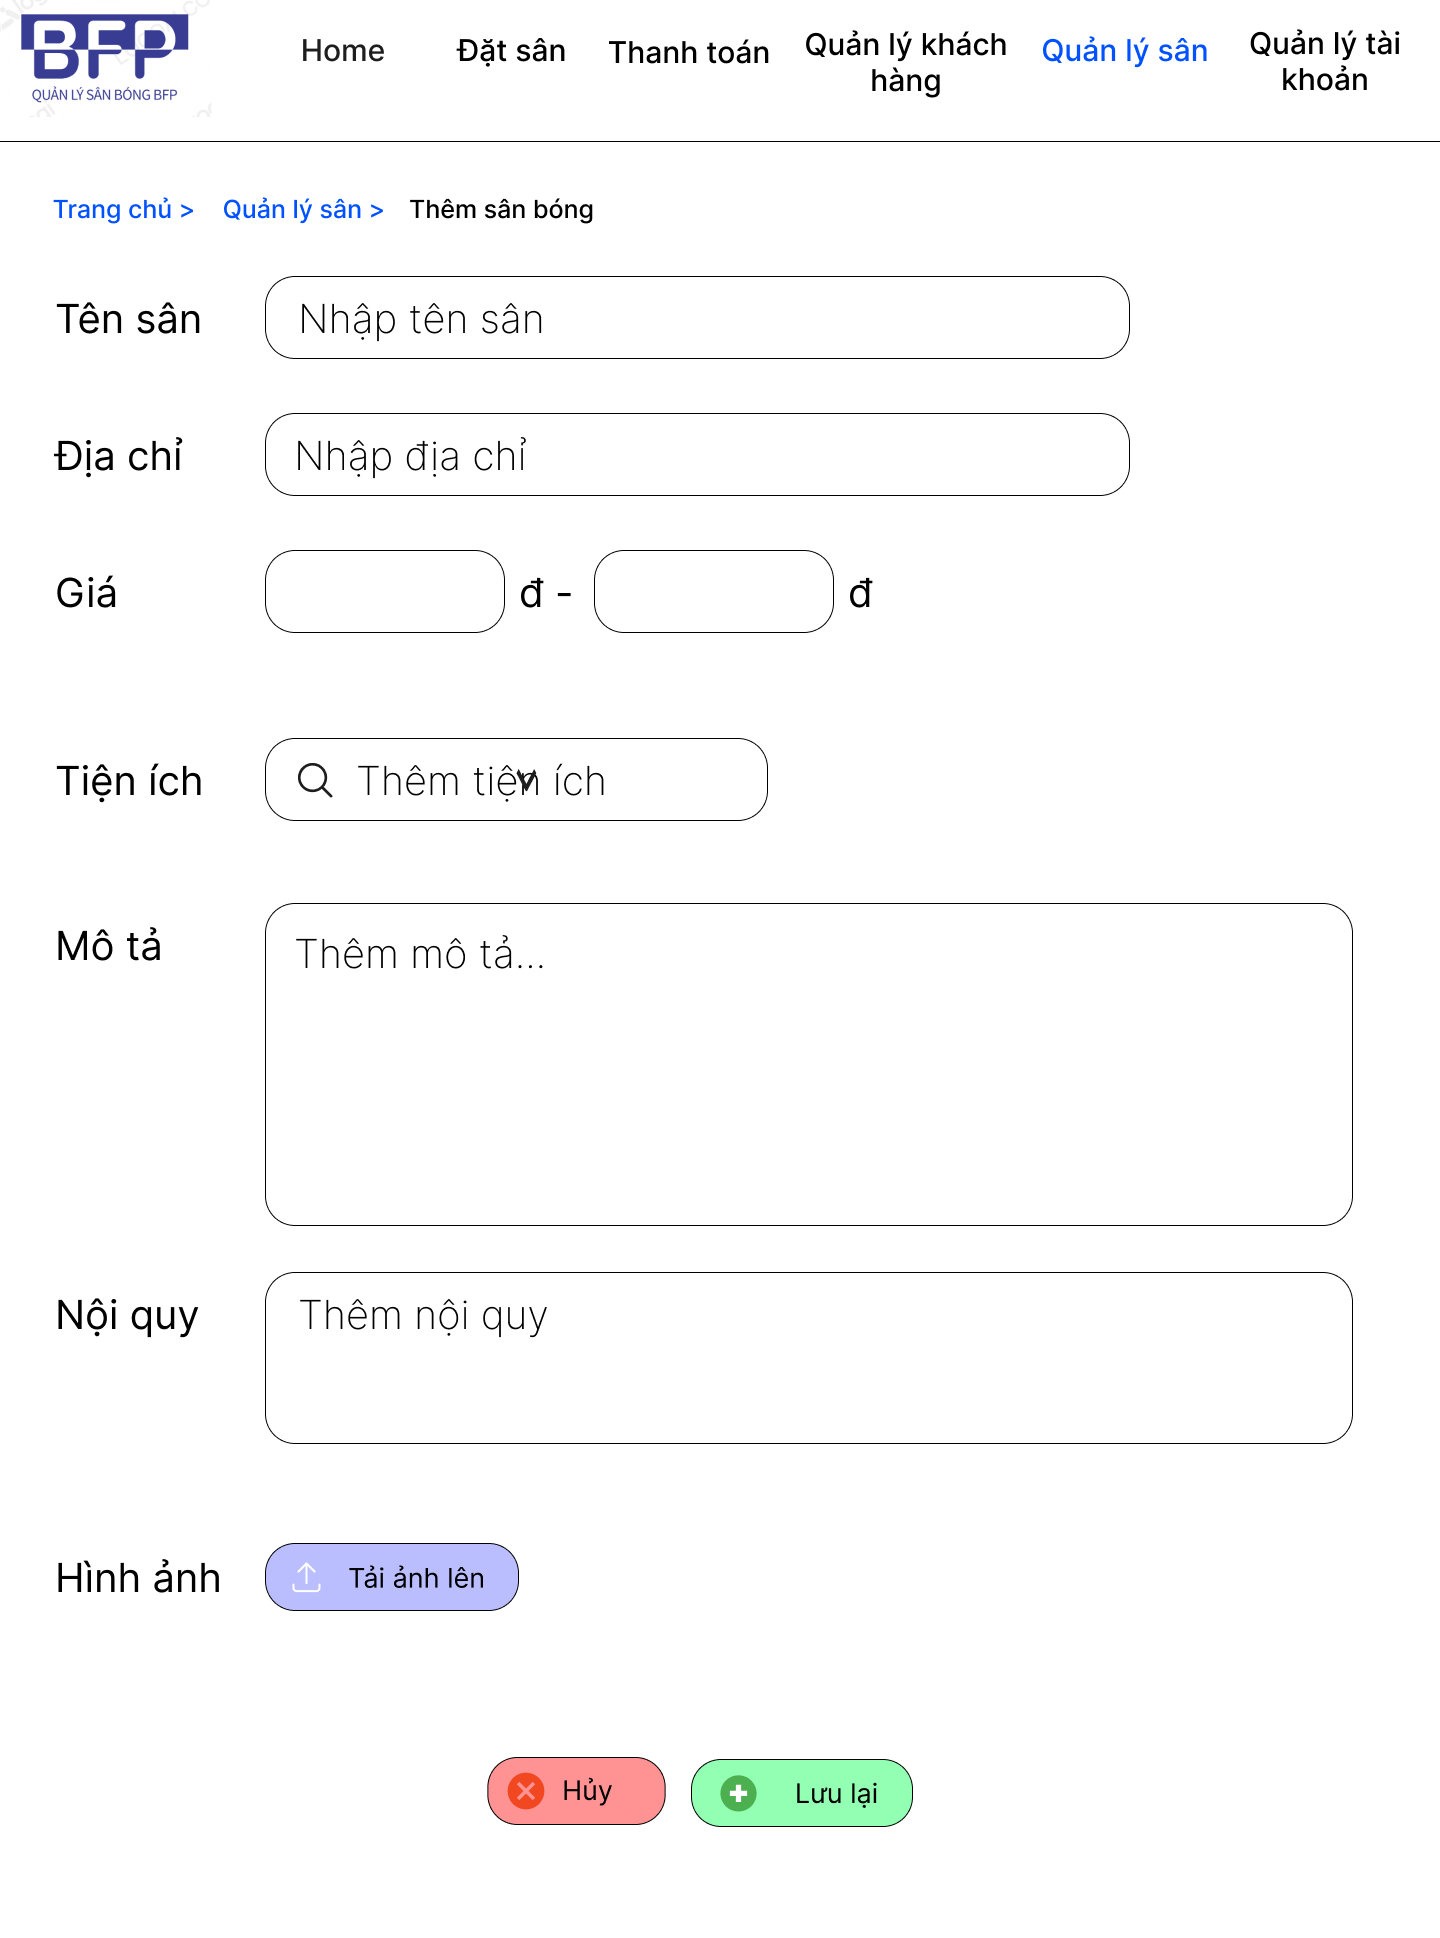 BFP
QUẢN LÝ SÂN BÓNG BFP
Home
Đặt sân
Thanh toán
Quản lý khách
hàng
Quản lý sân
Quản lý tài
khoản
Trang chủ > Quản lý sân > Thêm sân bóng
Tên sân
Nhập tên sân
Địa chỉ
Nhập địa chỉ
Giá
đ - đ
Tiện ích
Thêm tiện ích
Mô tả
Thêm mô tả...
Nội quy
Thêm nội quy
Hình ảnh
Tải ảnh lên
Hủy
Lưu lại